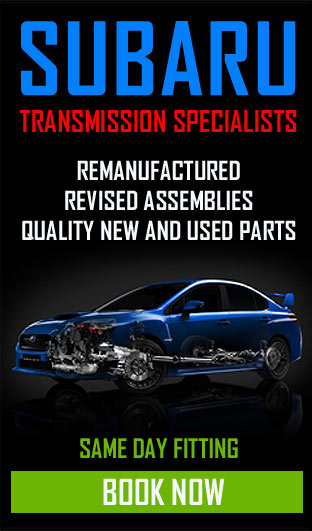 SUBARU
TRANSMISSION SPECIALISTS
REMANUFACTURED
REVISED ASSEMBLIES
QUALITY NEW AND USED PARTS
SAME DAY FITTING
BOOK NOW